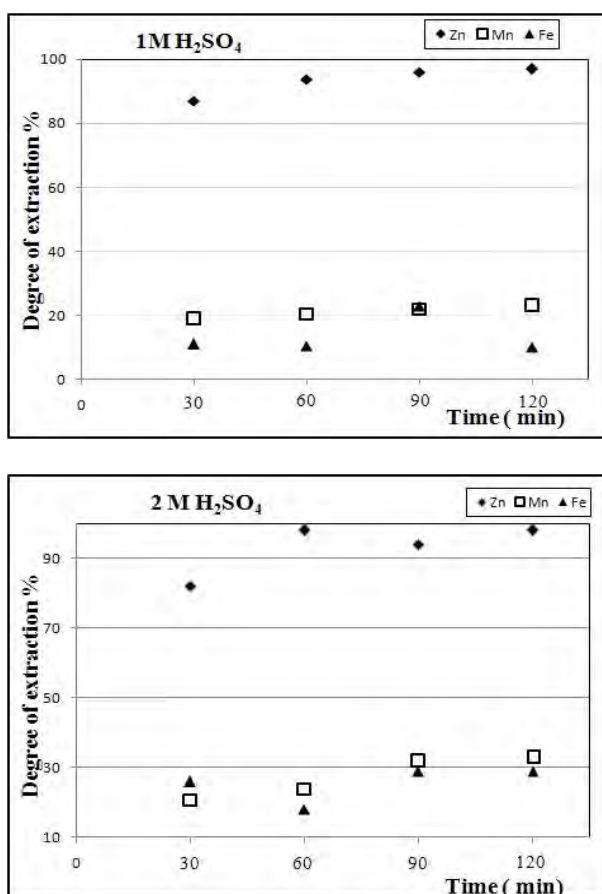 1M H₂SO₄
◆ Zn □ Mn ▲ Fe
Degree of extraction %
100
80
60
40
20
0
0 30 60 90 120
Time ( min)
2 M H₂SO₄
◆ Zn □ Mn ▲ Fe
Degree of extraction %
90
70
50
30
10
0 30 60 90 120
Time (min)